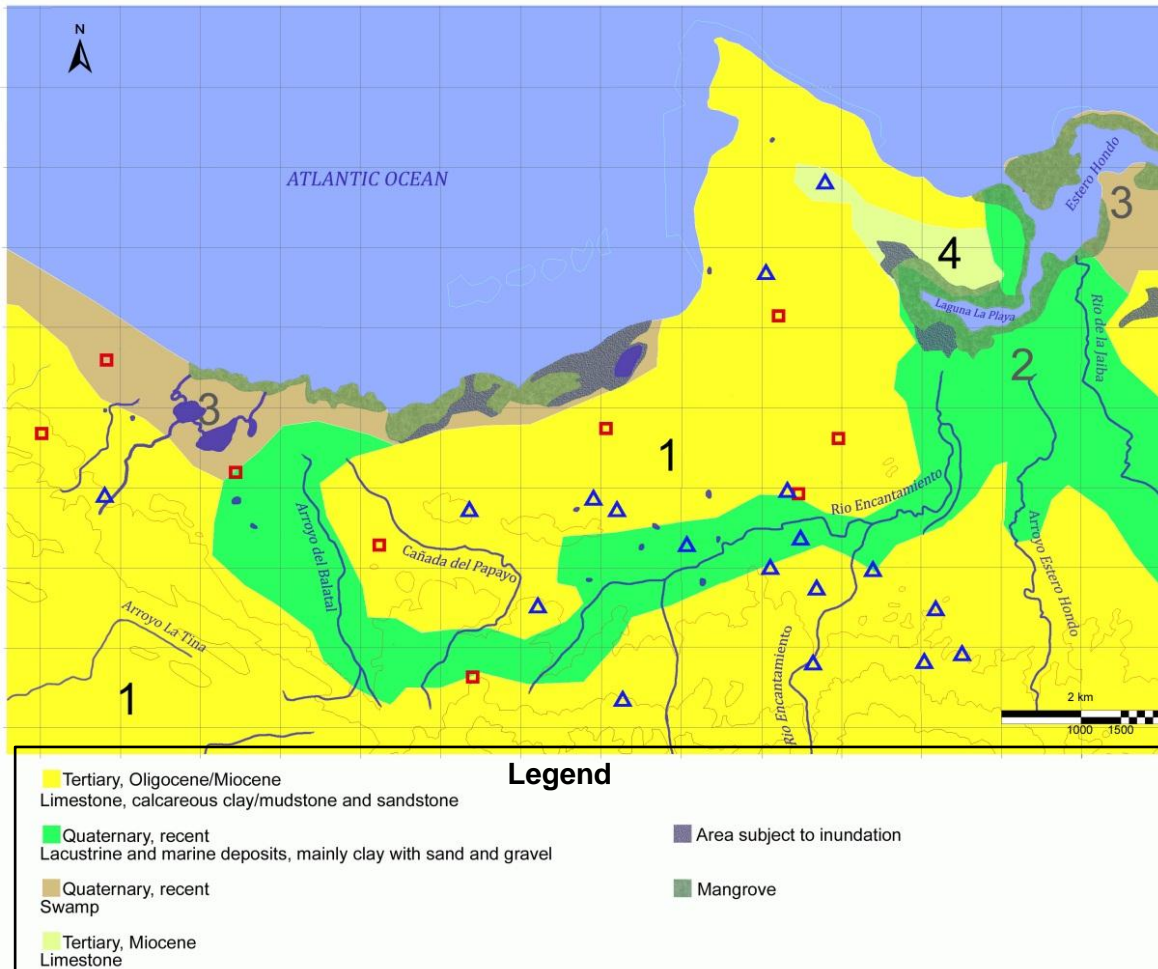 N
ATLANTIC OCEAN
Estero Hondo
3
4
Laguna La Playa
Rio de la Jaiba
2
3
1
Rio Encantamiento
Arroyo del Balatal
Cañada del Papayo
Arroyo Estero Hondo
Arroyo La Tina
Rio Encantamiento
1
2 km
1000 1500
Legend
Tertiary, Oligocene/Miocene
Limestone, calcareous clay/mudstone and sandstone
Quaternary, recent
Lacustrine and marine deposits, mainly clay with sand and gravel
Area subject to inundation
Quaternary, recent
Swamp
Mangrove
Tertiary, Miocene
Limestone